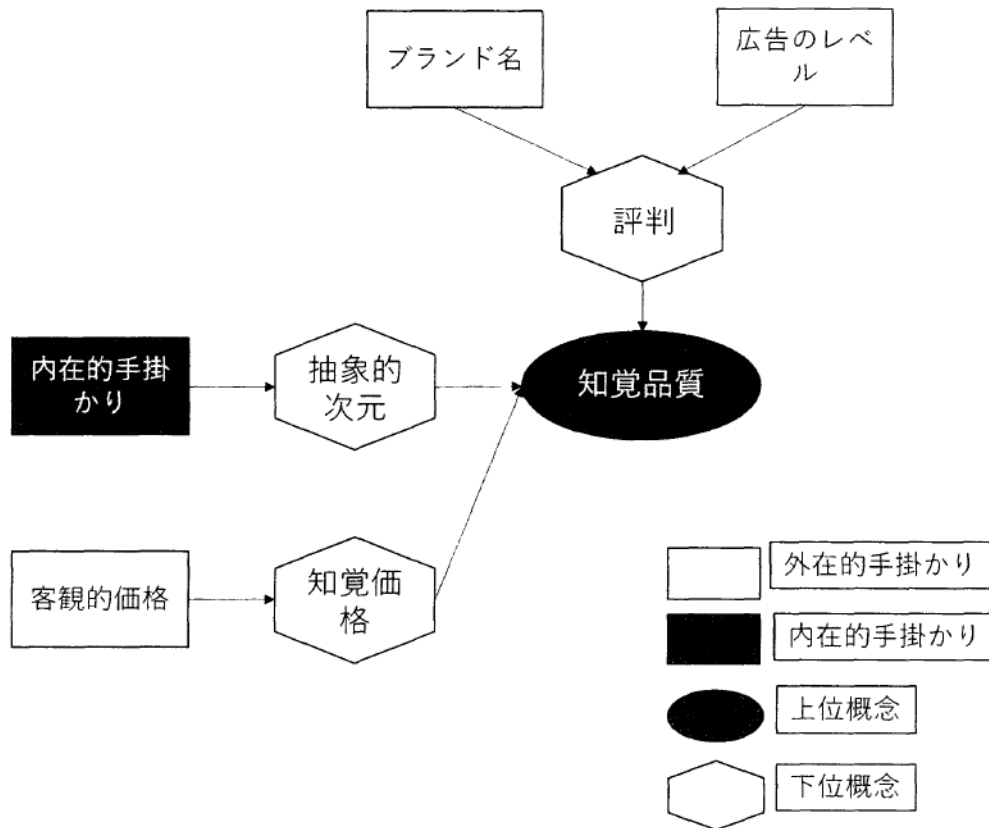 ブランド名
広告のレベ
ル
評判
内在的手掛
かり
抽象的
次元
知覚品質
客観的価格
知覚価
格
外在的手掛かり
内在的手掛かり
上位概念
下位概念